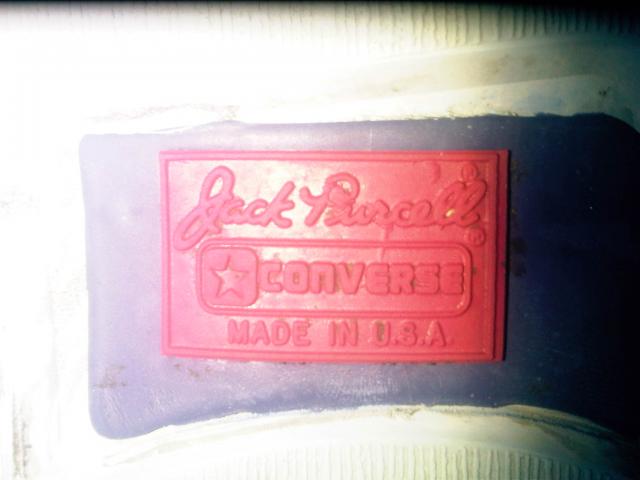 Jack Purcell®
CONVERSE®
MADE IN U.S.A.